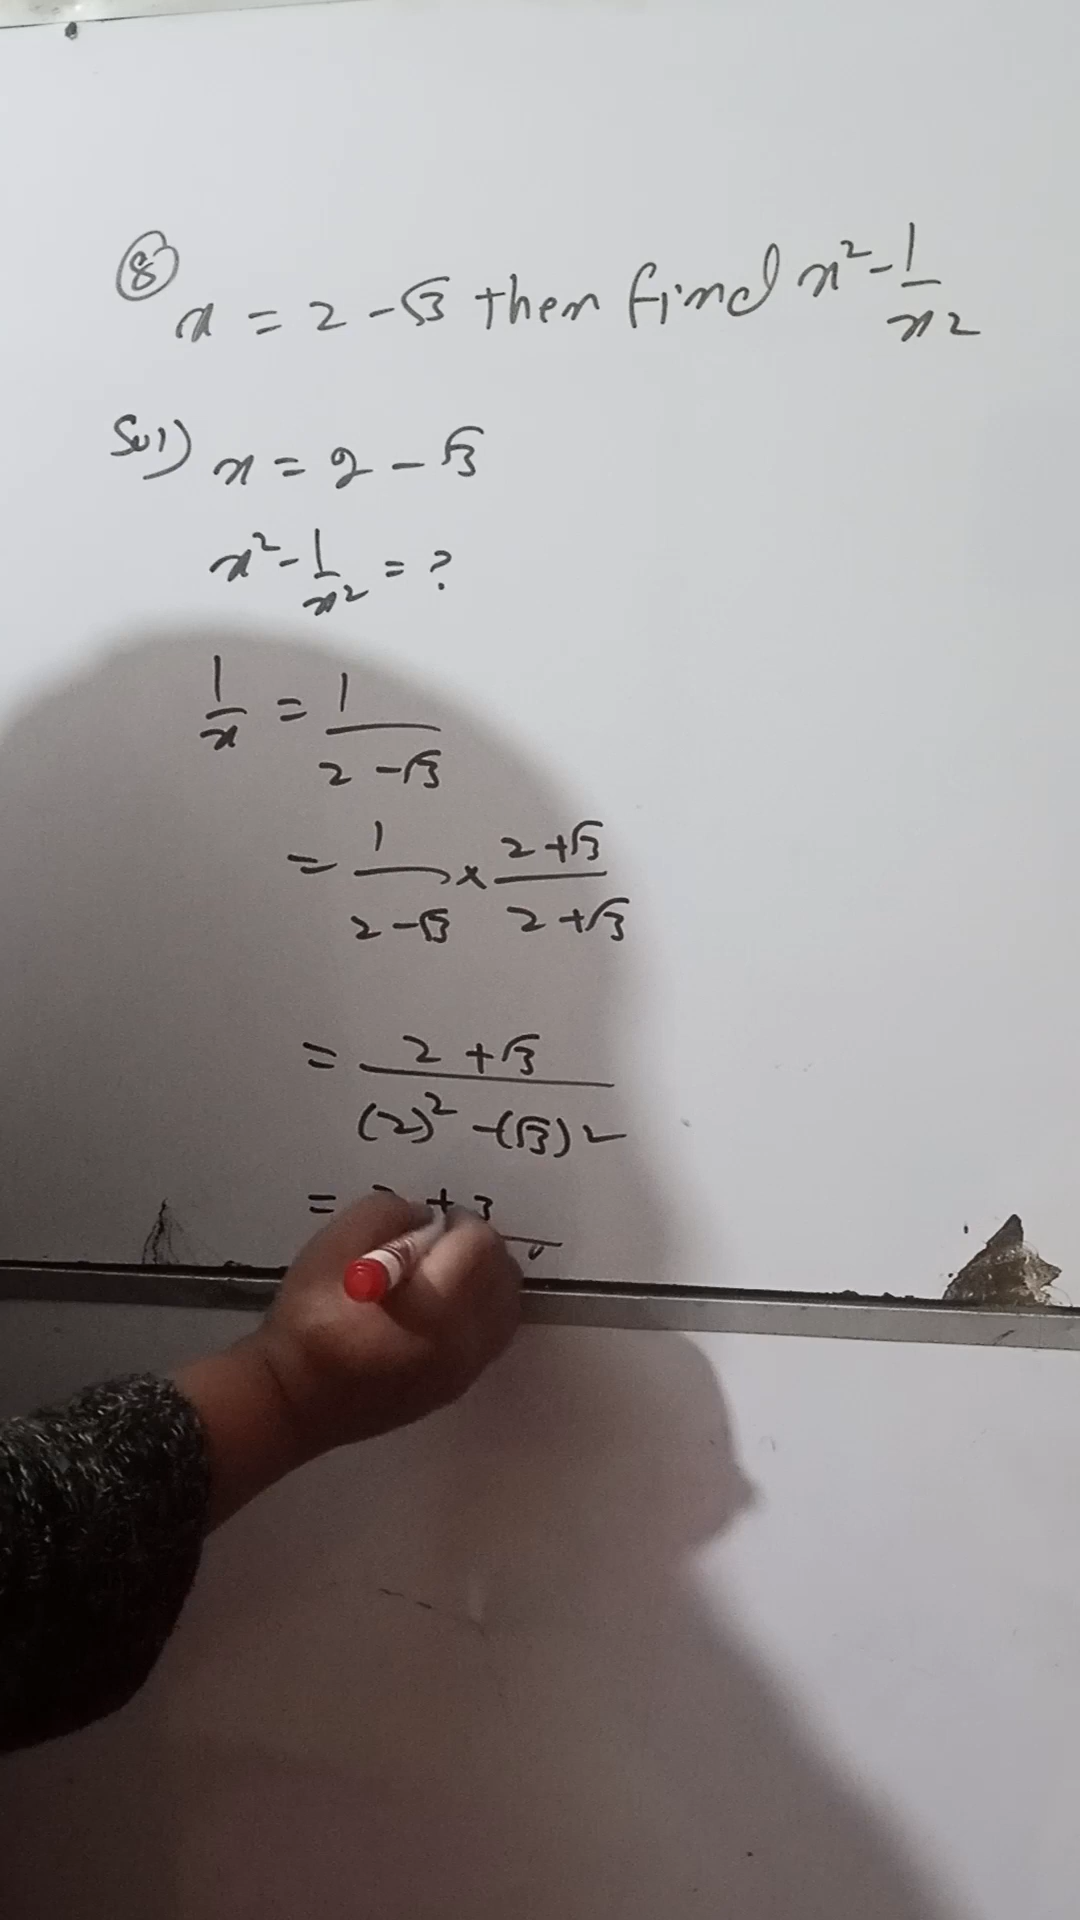 ⑧ x = 2 - √3 then find x² - 1/x²
Sol) x = 2 - √3
x² - 1/x² = ?
1/x = 1/(2 - √3)
= 1/(2 - √3) × (2 + √3)/(2 + √3)
= (2 + √3)/((2)² - (√3)²)
= + 3